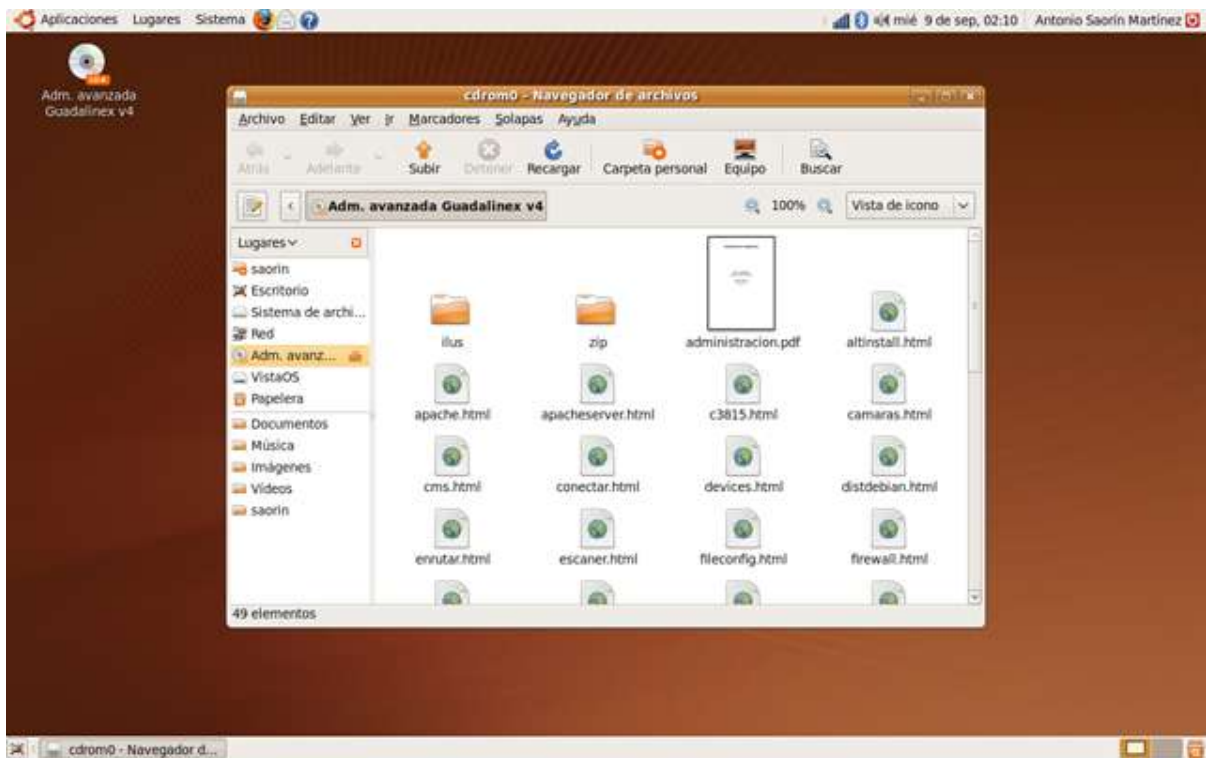 Aplicaciones Lugares Sistema
mié 9 de sep, 02:10 Antonio Saorín Martínez
Adm. avanzada
Guadalinex v4
cdrom0 - Navegador de archivos
Archivo Editar Ver Ir Marcadores Solapas Ayuda
Atrás Adelante Subir Detener Recargar Carpeta personal Equipo Buscar
Adm. avanzada Guadalinex v4
100% Vista de icono
Lugares
saorin
Escritorio
Sistema de archi...
Red
Adm. avanz...
VistaOS
Papelera
Documentos
Música
Imágenes
Vídeos
saorin
ilus zip administracion.pdf altinstall.html
apache.html apacheserver.html c3815.html camaras.html
cms.html conectar.html devices.html distdebian.html
enrutar.html escaner.html fileconfig.html firewall.html
49 elementos
cdrom0 - Navegador d...